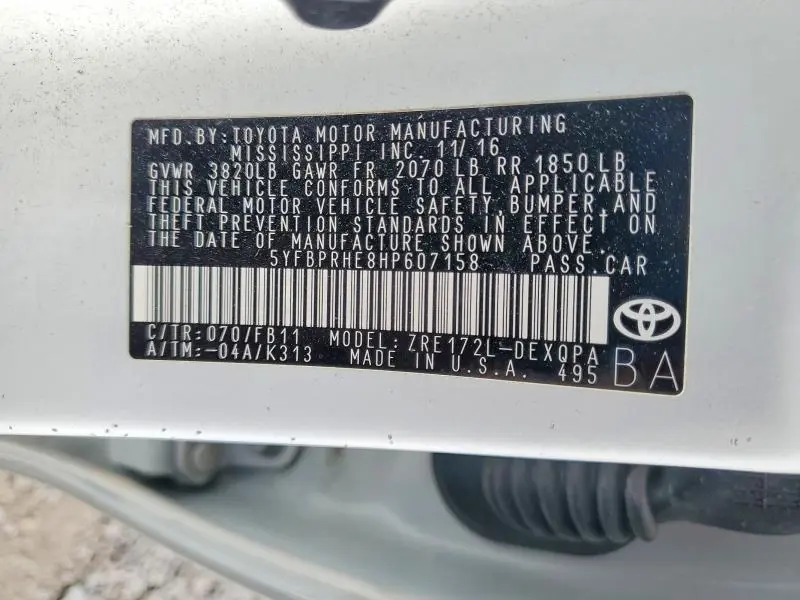 MFD. BY: TOYOTA MOTOR MANUFACTURING
MISSISSIPPI INC. 11/16
GVWR 3820LB GAWR FR 2070 LB RR 1850 LB
THIS VEHICLE CONFORMS TO ALL APPLICABLE
FEDERAL MOTOR VEHICLE SAFETY, BUMPER, AND
THEFT PREVENTION STANDARDS IN EFFECT ON
THE DATE OF MANUFACTURE SHOWN ABOVE.
5YFBPRHE8HP607158 PASS. CAR
C/TR: 070/FB11 MODEL: ZRE172L-DEXQPA
A/TM: -04A/K313 MADE IN U.S.A. 495
BA